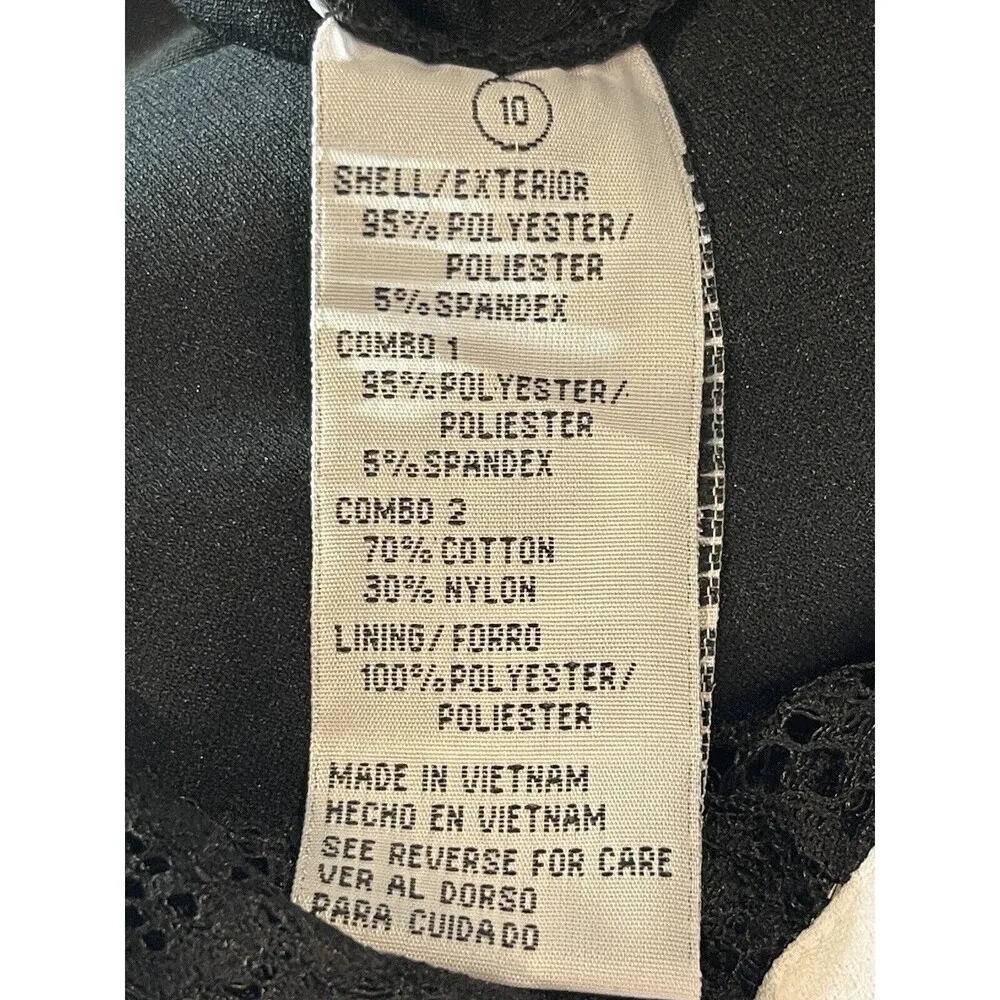 10
SHELL/EXTERIOR
95% POLYESTER/
POLIESTER
5% SPANDEX
COMBO 1
95% POLYESTER/
POLIESTER
5% SPANDEX
COMBO 2
70% COTTON
30% NYLON
LINING/FORRO
100% POLYESTER/
POLIESTER
MADE IN VIETNAM
HECHO EN VIETNAM
SEE REVERSE FOR CARE
VER AL DORSO
PARA CUIDADO